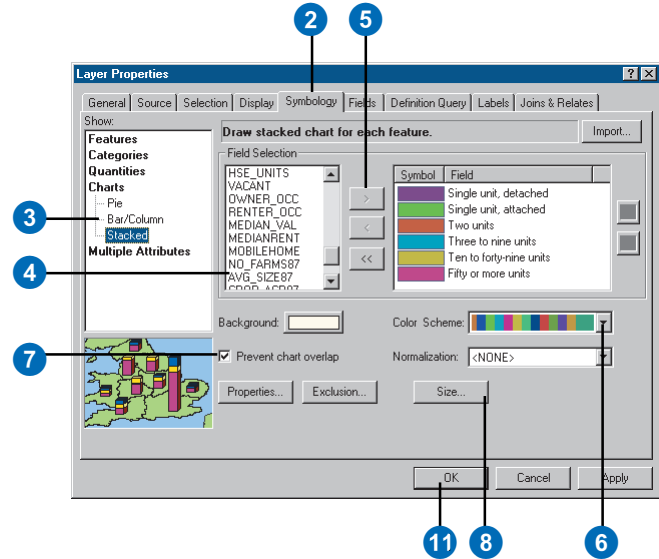 2 5
Layer Properties
General Source Selection Display Symbology Fields Definition Query Labels Joins & Relates
Show:
Features
Categories
Quantities
Charts
Pie
Bar/Column
Stacked
Multiple Attributes
3
4
7
Draw stacked chart for each feature.
Import...
Field Selection
HSE_UNITS
VACANT
OWNER_OCC
RENTER_OCC
MEDIAN_VAL
MEDIANRENT
MOBILEHOME
NO_FARMS87
AVG_SIZE87
CROP_ACR87
>
<
<<
Symbol Field
Single unit, detached
Single unit, attached
Two units
Three to nine units
Ten to forty-nine units
Fifty or more units
Background:
Color Scheme:
Prevent chart overlap
Normalization: <NONE>
Properties... Exclusion... Size...
OK Cancel Apply
11 8 6